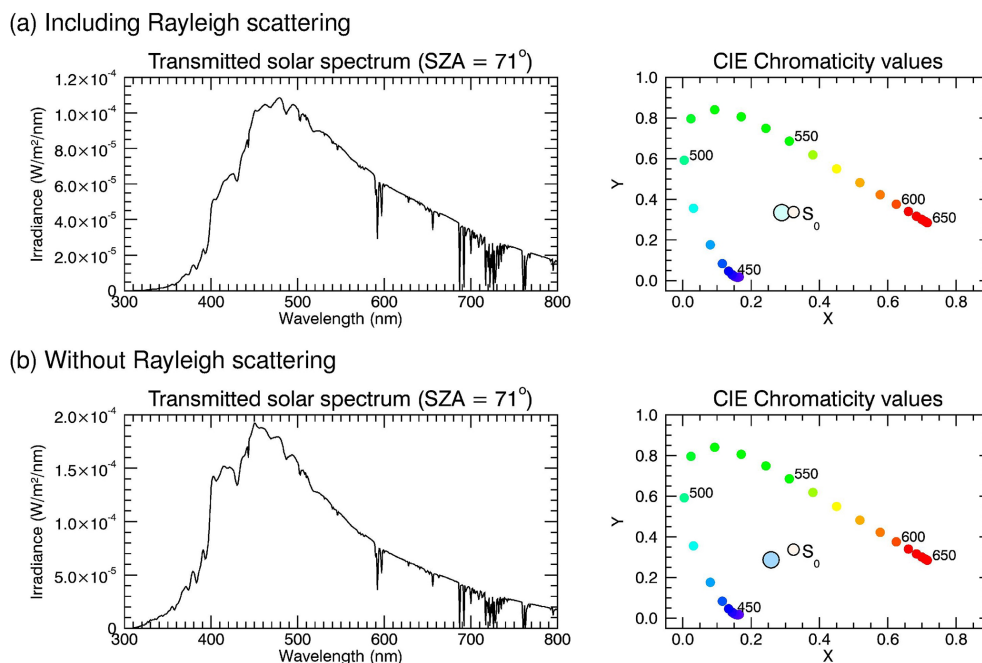 (a) Including Rayleigh scattering
Transmitted solar spectrum (SZA = 71°)
Irradiance (W/m²/nm)
1.2×10⁻⁴
1.0×10⁻⁴
8.0×10⁻⁵
6.0×10⁻⁵
4.0×10⁻⁵
2.0×10⁻⁵
300 400 500 600 700 800
Wavelength (nm)
CIE Chromaticity values
Y
1.0
0.8
0.6
0.4
0.2
0.0
550
500
600
650
450
S₀
0.0 0.2 0.4 0.6 0.8
X
(b) Without Rayleigh scattering
Transmitted solar spectrum (SZA = 71°)
Irradiance (W/m²/nm)
2.0×10⁻⁴
1.5×10⁻⁴
1.0×10⁻⁴
5.0×10⁻⁵
300 400 500 600 700 800
Wavelength (nm)
CIE Chromaticity values
Y
1.0
0.8
0.6
0.4
0.2
0.0
550
500
600
650
450
S₀
0.0 0.2 0.4 0.6 0.8
X